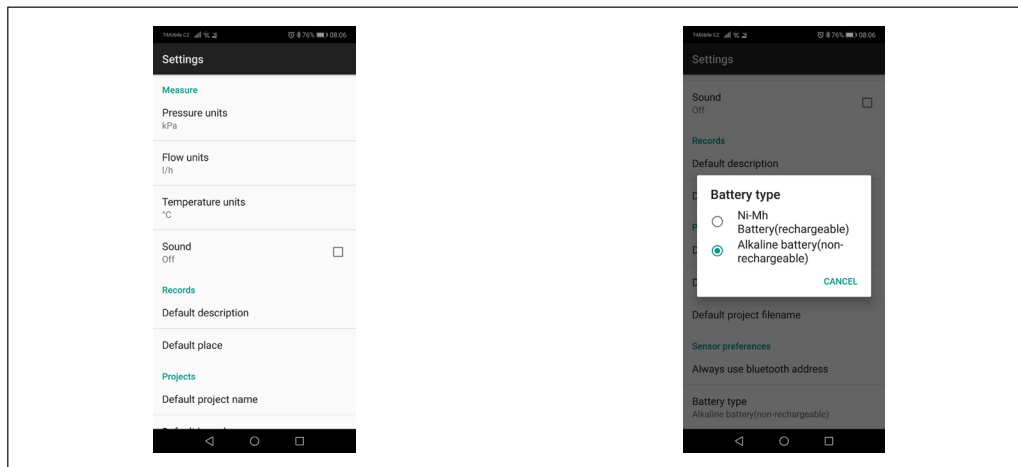 T-Mobile CZ
76% 08:06
Settings
Measure
Pressure units
kPa
Flow units
l/h
Temperature units
°C
Sound
Off
Records
Default description
Default place
Projects
Default project name
T-Mobile CZ
76% 08:06
Settings
Sound
Off
Records
Default description
D
P
D
D
Battery type
Ni-Mh
Battery(rechargeable)
Alkaline battery(non-
rechargeable)
CANCEL
Default project filename
Sensor preferences
Always use bluetooth address
Battery type
Alkaline battery(non-rechargeable)